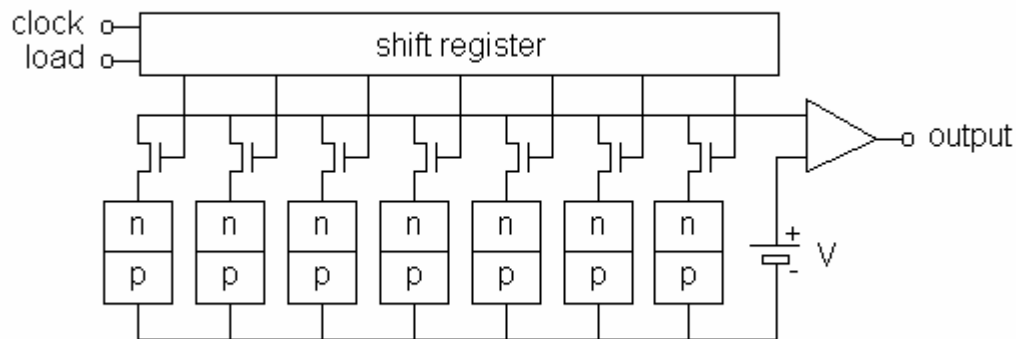 clock
load
shift register
output
n n n n n n n
p p p p p p p
+
V
-